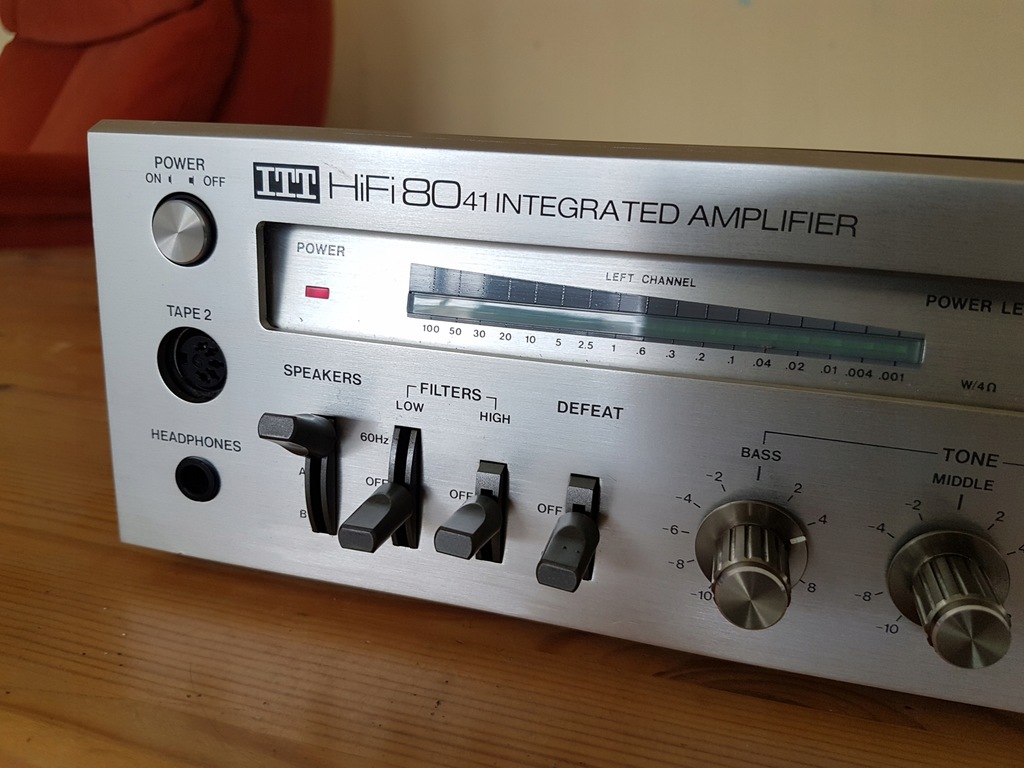 POWER
ON OFF
ITT HiFi 8041 INTEGRATED AMPLIFIER
POWER
LEFT CHANNEL
POWER LE
100 50 30 20 10 5 2.5 1 .6 .3 .2 .1 .04 .02 .01 .004 .001
W/4Ω
TAPE 2
SPEAKERS
FILTERS
LOW
HIGH
DEFEAT
HEADPHONES
A
B
60Hz
OFF
OFF
OFF
TONE
BASS
-2 2
-4 4
-6
-8 8
-10
MIDDLE
-2 2
-4 4
-8
-10